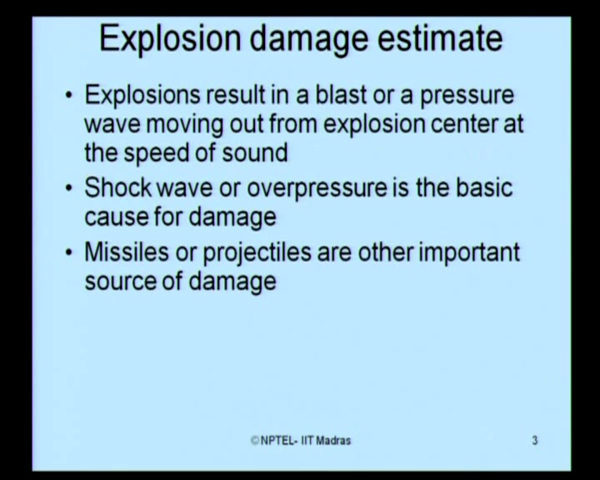 Explosion damage estimate
• Explosions result in a blast or a pressure
wave moving out from explosion center at
the speed of sound
• Shock wave or overpressure is the basic
cause for damage
• Missiles or projectiles are other important
source of damage
©NPTEL- IIT Madras
3